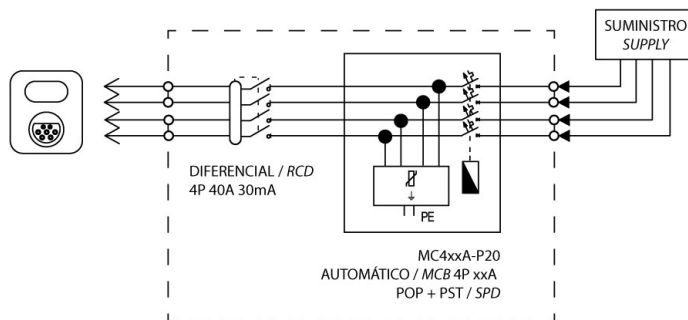 SUMINISTRO
SUPPLY
DIFERENCIAL / RCD
4P 40A 30mA
PE
MC4xxA-P20
AUTOMÁTICO / MCB 4P xxA
POP + PST / SPD